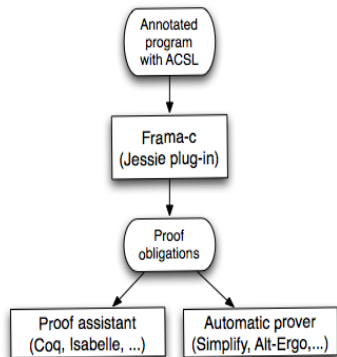 Annotated
program
with ACSL
Frama-c
(Jessie plug-in)
Proof
obligations
Proof assistant
(Coq, Isabelle, ...)
Automatic prover
(Simplify, Alt-Ergo,...)